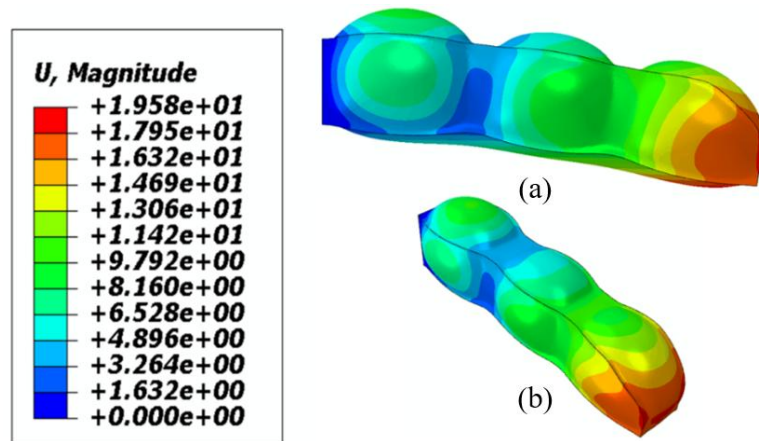 U, Magnitude
+1.958e+01
+1.795e+01
+1.632e+01
+1.469e+01
+1.306e+01
+1.142e+01
+9.792e+00
+8.160e+00
+6.528e+00
+4.896e+00
+3.264e+00
+1.632e+00
+0.000e+00
(a)
(b)